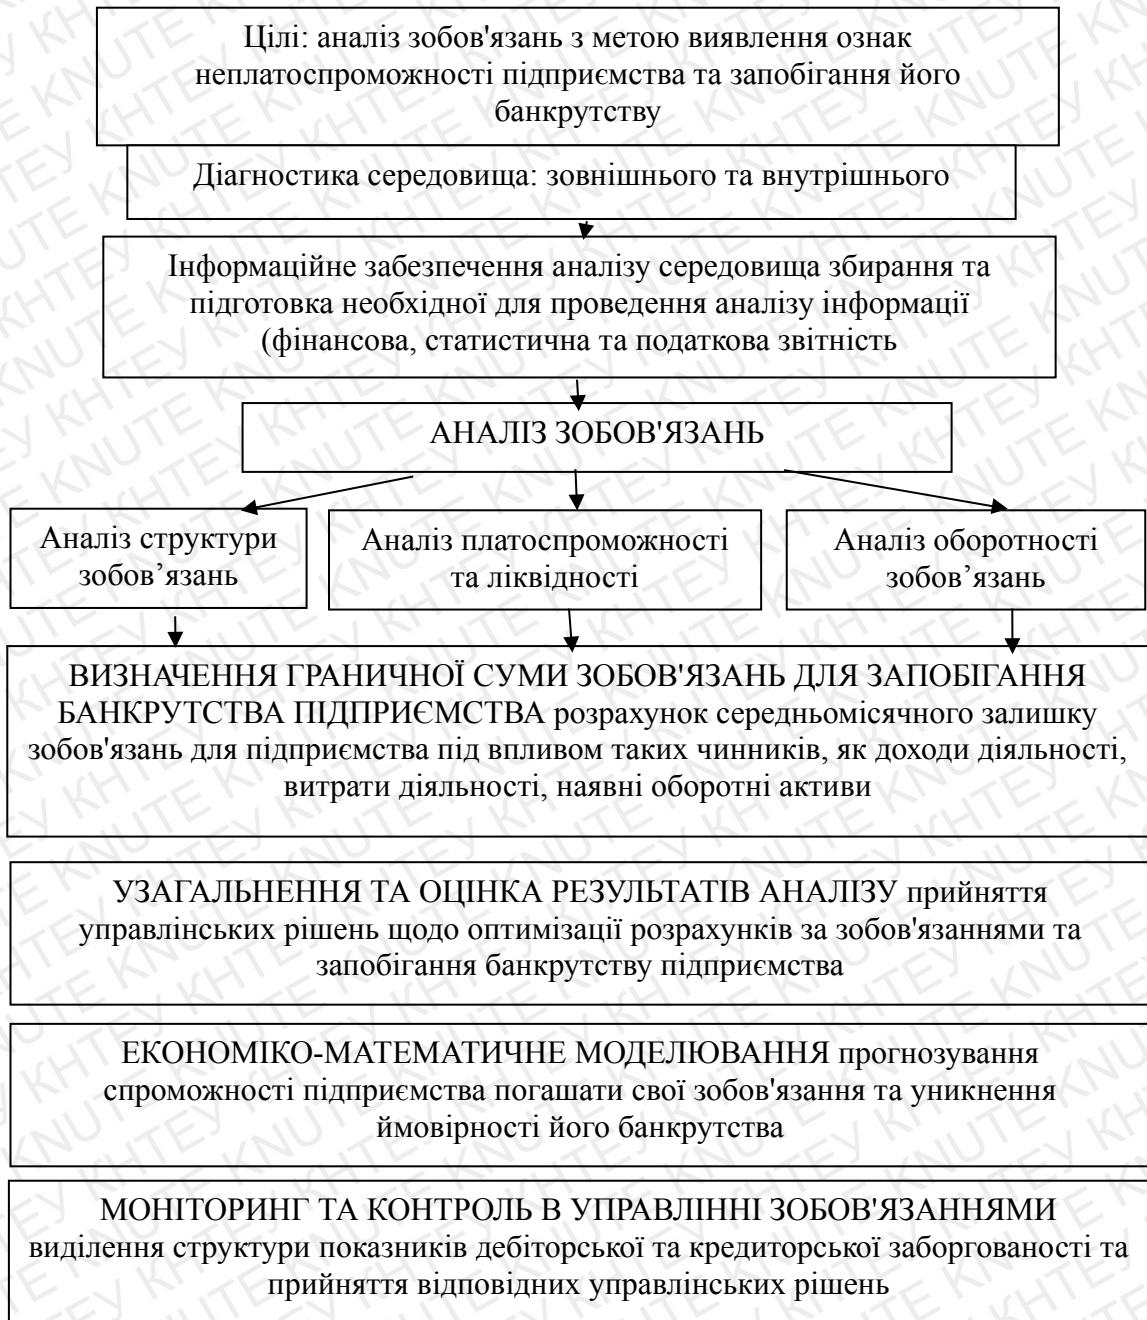 Цілі: аналіз зобов'язань з метою виявлення ознак
неплатоспроможності підприємства та запобігання його
банкрутству
Діагностика середовища: зовнішнього та внутрішнього
Інформаційне забезпечення аналізу середовища збирання та
підготовка необхідної для проведення аналізу інформації
(фінансова, статистична та податкова звітність
АНАЛІЗ ЗОБОВ'ЯЗАНЬ
Аналіз структури
зобов’язань
Аналіз платоспроможності
та ліквідності
Аналіз оборотності
зобов’язань
ВИЗНАЧЕННЯ ГРАНИЧНОЇ СУМИ ЗОБОВ'ЯЗАНЬ ДЛЯ ЗАПОБІГАННЯ
БАНКРУТСТВА ПІДПРИЄМСТВА розрахунок середньомісячного залишку
зобов'язань для підприємства під впливом таких чинників, як доходи діяльності,
витрати діяльності, наявні оборотні активи
УЗАГАЛЬНЕННЯ ТА ОЦІНКА РЕЗУЛЬТАТІВ АНАЛІЗУ прийняття
управлінських рішень щодо оптимізації розрахунків за зобов'язаннями та
запобігання банкрутству підприємства
ЕКОНОМІКО-МАТЕМАТИЧНЕ МОДЕЛЮВАННЯ прогнозування
спроможності підприємства погашати свої зобов'язання та уникнення
ймовірності його банкрутства
МОНІТОРИНГ ТА КОНТРОЛЬ В УПРАВЛІННІ ЗОБОВ'ЯЗАННЯМИ
виділення структури показників дебіторської та кредиторської заборгованості та
прийняття відповідних управлінських рішень